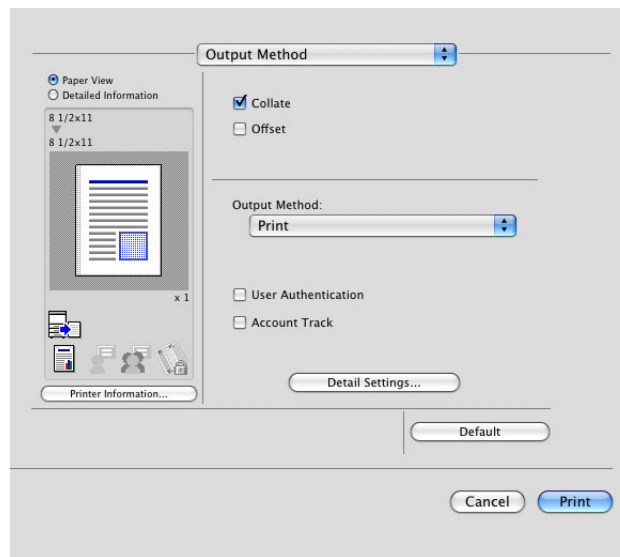 Output Method
Paper View
Detailed Information
8 1/2x11
8 1/2x11
x 1
Printer Information...
Collate
Offset
Output Method:
Print
User Authentication
Account Track
Detail Settings...
Default
Cancel
Print